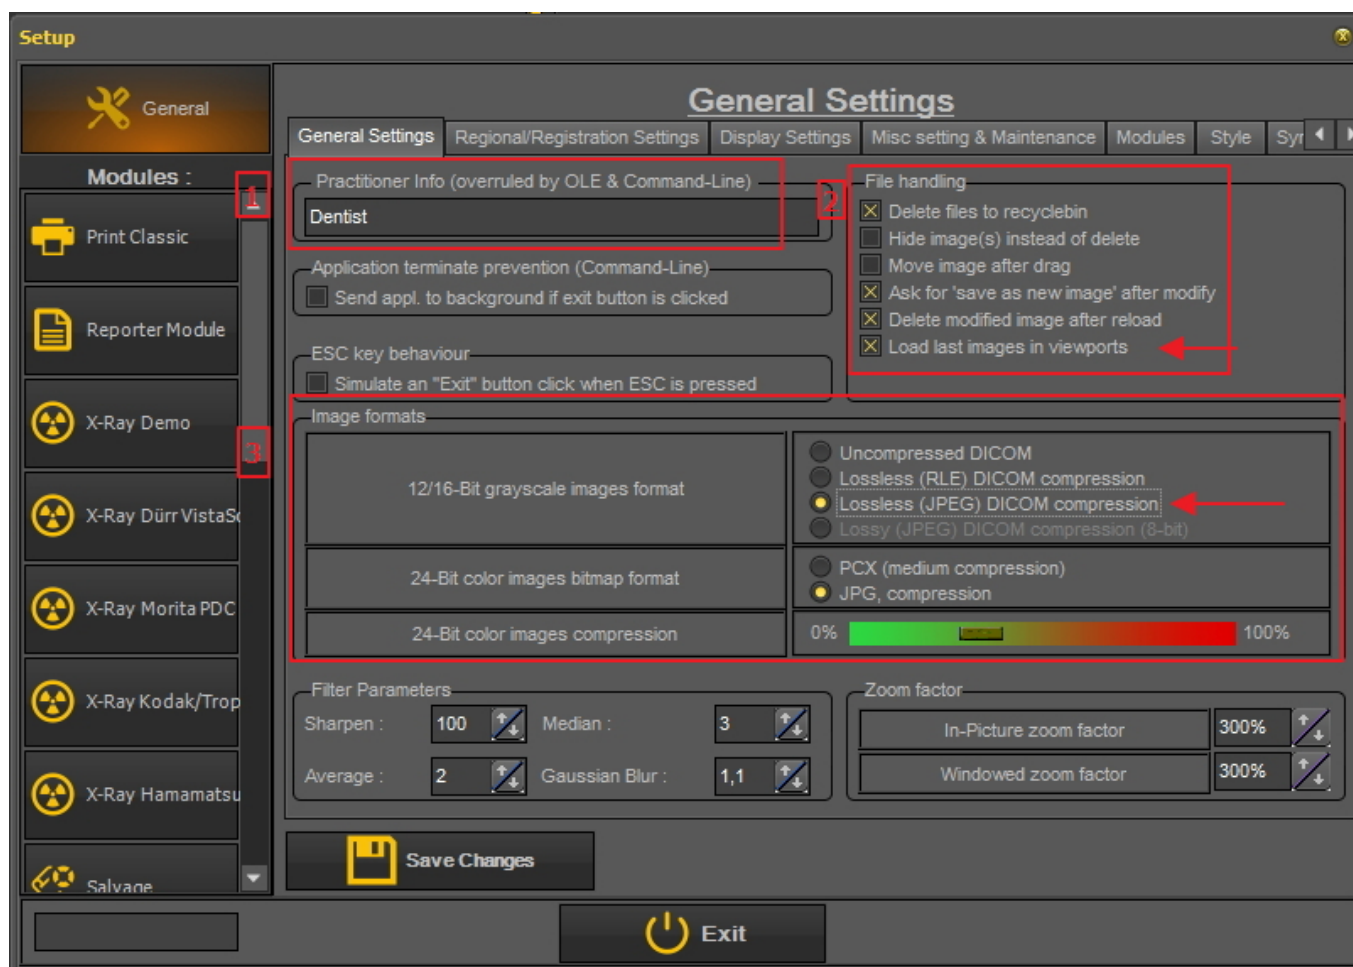 Setup
General
Modules :
Print Classic
Reporter Module
X-Ray Demo
X-Ray Dürr VistaSc
X-Ray Morita PDC
X-Ray Kodak/Trop
X-Ray Hamamatsu
Salvage
General Settings
General Settings Regional/Registration Settings Display Settings Misc setting & Maintenance Modules Style Syr
1
Practitioner Info (overruled by OLE & Command-Line)
Dentist
Application terminate prevention (Command-Line)
Send appl. to background if exit button is clicked
ESC key behaviour
Simulate an "Exit" button click when ESC is pressed
2
File handling
Delete files to recyclebin
Hide image(s) instead of delete
Move image after drag
Ask for 'save as new image' after modify
Delete modified image after reload
Load last images in viewports
3
Image formats
12/16-Bit grayscale images format
Uncompressed DICOM
Lossless (RLE) DICOM compression
Lossless (JPEG) DICOM compression
Lossy (JPEG) DICOM compression (8-bit)
24-Bit color images bitmap format
PCX (medium compression)
JPG, compression
24-Bit color images compression
0% 100%
Filter Parameters
Sharpen : 100 Median : 3
Average : 2 Gaussian Blur : 1,1
Zoom factor
In-Picture zoom factor 300%
Windowed zoom factor 300%
Save Changes
Exit